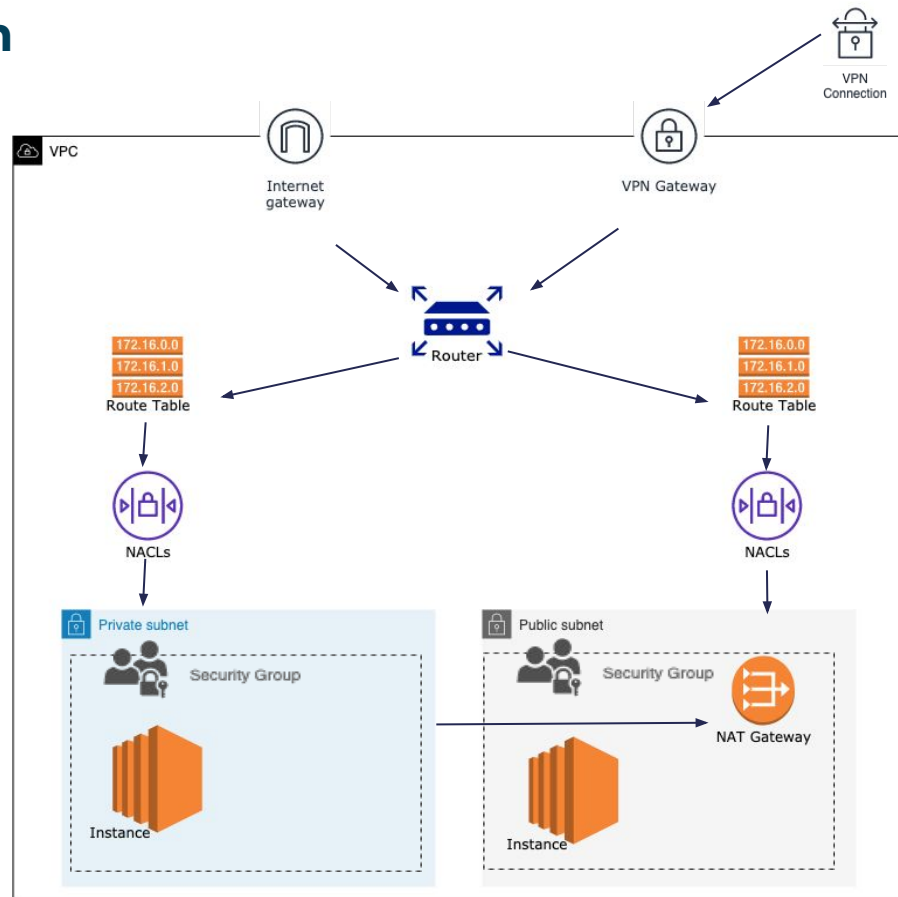 n
VPN
Connection
VPC
Internet
gateway
VPN Gateway
Router
172.16.0.0
172.16.1.0
172.16.2.0
Route Table
172.16.0.0
172.16.1.0
172.16.2.0
Route Table
NACLs
NACLs
Private subnet
Security Group
Instance
Public subnet
Security Group
NAT Gateway
Instance